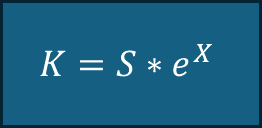 K = S * e^X